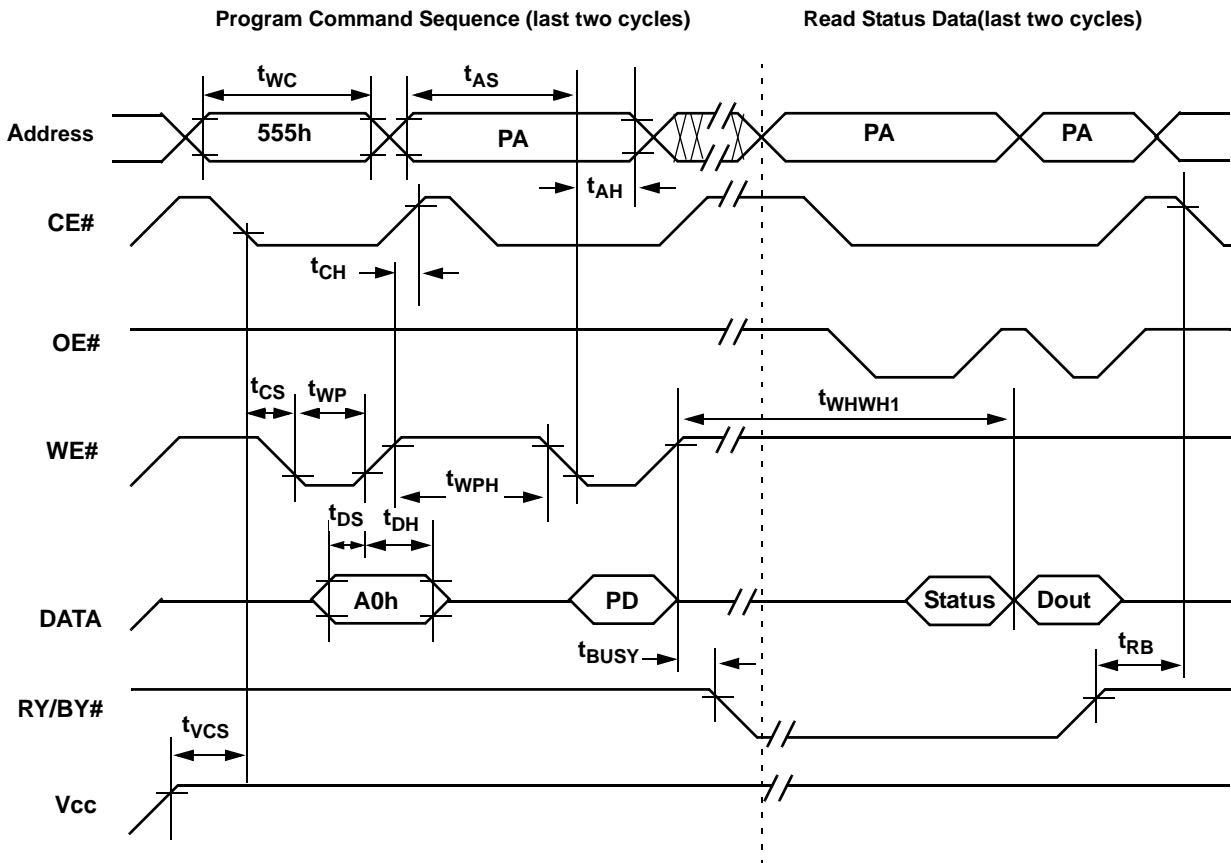 Program Command Sequence (last two cycles)
Read Status Data(last two cycles)
tWC
tAS
Address
555h
PA
PA
PA
tAH
CE#
tCH
OE#
tCS
tWP
tWHWH1
WE#
tWPH
tDS
tDH
DATA
A0h
PD
Status
Dout
tBUSY
tRB
RY/BY#
tVCS
Vcc